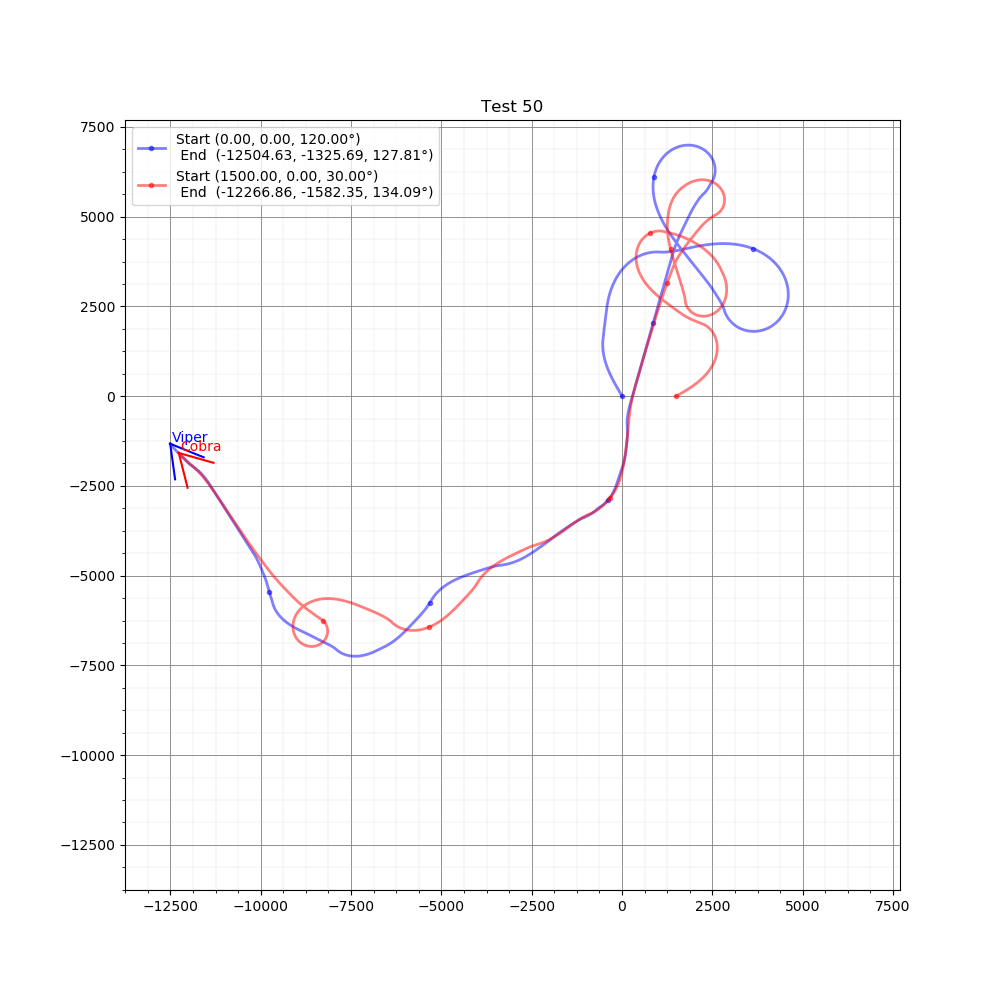 Test 50
Start (0.00, 0.00, 120.00°)
End (-12504.63, -1325.69, 127.81°)
Start (1500.00, 0.00, 30.00°)
End (-12266.86, -1582.35, 134.09°)
7500
5000
2500
0
−2500
−5000
−7500
−10000
−12500
Viper
Cobra
−12500 −10000 −7500 −5000 −2500 0 2500 5000 7500